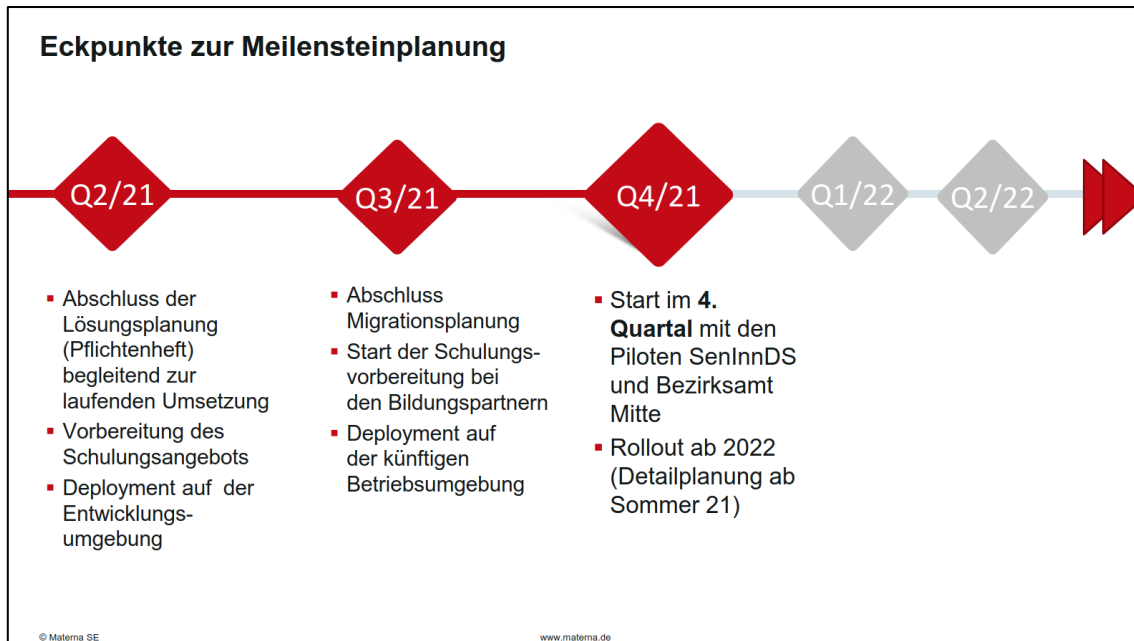 Eckpunkte zur Meilensteinplanung
Q2/21
Q3/21
Q4/21
Q1/22
Q2/22
▪ Abschluss der
Lösungsplanung
(Pflichtenheft)
begleitend zur
laufenden Umsetzung
▪ Vorbereitung des
Schulungsangebots
▪ Deployment auf der
Entwicklungs-
umgebung
▪ Abschluss
Migrationsplanung
▪ Start der Schulungs-
vorbereitung bei
den Bildungspartnern
▪ Deployment auf
der künftigen
Betriebsumgebung
▪ Start im 4.
Quartal mit den
Piloten SenInnDS
und Bezirksamt
Mitte
▪ Rollout ab 2022
(Detailplanung ab
Sommer 21)
© Materna SE
www.materna.de